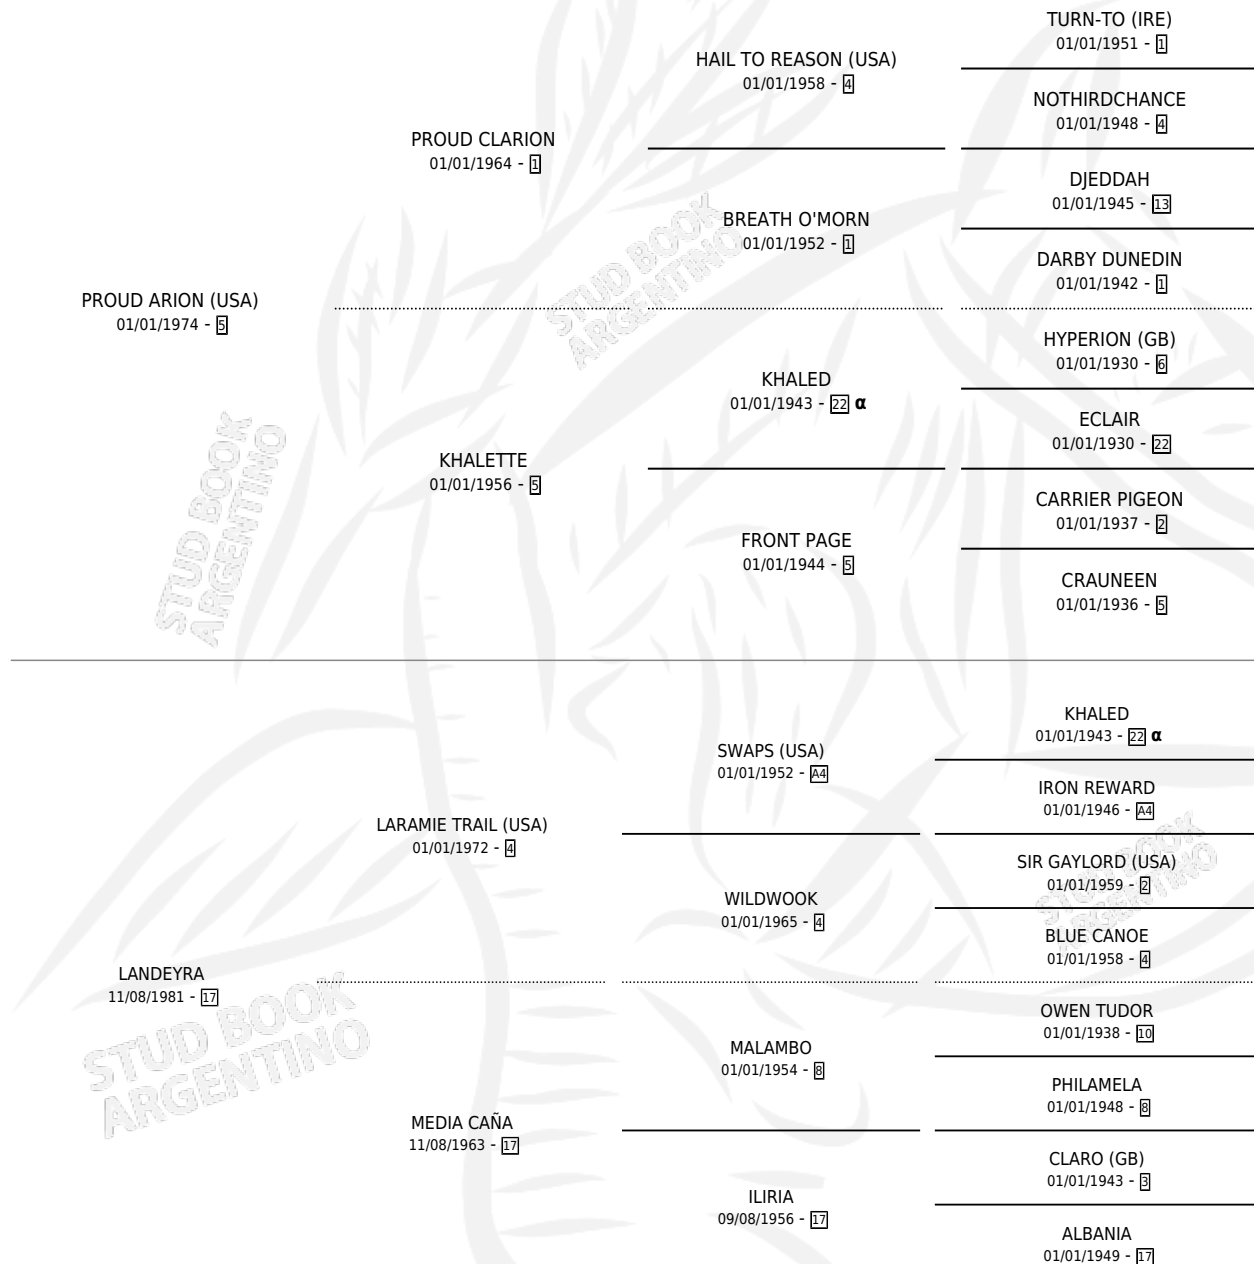 TURN-TO (IRE)
01/01/1951 - 1
HAIL TO REASON (USA)
01/01/1958 - 4
NOTHIRDCHANCE
01/01/1948 - 4
PROUD CLARION
01/01/1964 - 1
DJEDDAH
01/01/1945 - 13
BREATH O'MORN
01/01/1952 - 1
DARBY DUNEDIN
01/01/1942 - 1
PROUD ARION (USA)
01/01/1974 - 5
HYPERION (GB)
01/01/1930 - 6
KHALED
01/01/1943 - 22 α
ECLAIR
01/01/1930 - 22
KHALETTE
01/01/1956 - 5
CARRIER PIGEON
01/01/1937 - 2
FRONT PAGE
01/01/1944 - 5
CRAUNEEN
01/01/1936 - 5
KHALED
01/01/1943 - 22 α
SWAPS (USA)
01/01/1952 - A4
IRON REWARD
01/01/1946 - A4
LARAMIE TRAIL (USA)
01/01/1972 - 4
SIR GAYLORD (USA)
01/01/1959 - 2
WILDWOOK
01/01/1965 - 4
BLUE CANOE
01/01/1958 - 4
LANDEYRA
11/08/1981 - 17
OWEN TUDOR
01/01/1938 - 10
MALAMBO
01/01/1954 - 8
PHILAMELA
01/01/1948 - 8
MEDIA CAÑA
11/08/1963 - 17
CLARO (GB)
01/01/1943 - 3
ILIRIA
09/08/1956 - 17
ALBANIA
01/01/1949 - 17
STUD BOOK
ARGENTINO
STUD BOOK
ARGENTINO
STUD BOOK
ARGENTINO
STUD BOOK
ARGENTINO